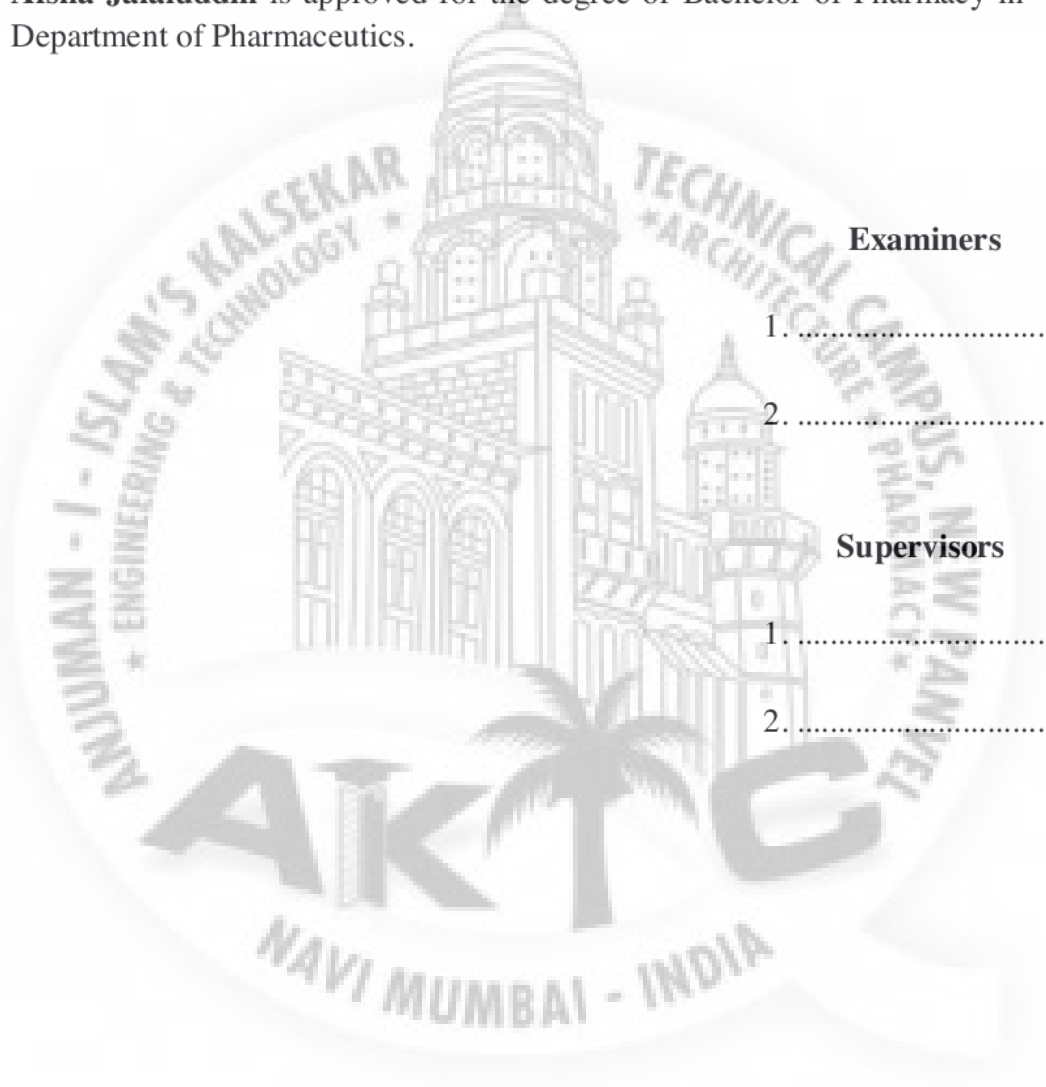 Aisha Jalaluddin is approved for the degree of Bachelor of Pharmacy in
Department of Pharmaceutics.
ANJUMAN - I - ISLAM'S KALSEKAR TECHNICAL CAMPUS, NEW PANVEL
* ENGINEERING & TECHNOLOGY * *ARCHITECTURE * PHARMACY *
Examiners
1. ..............................
2. ..............................
Supervisors
1. ..............................
2. ..............................
AKTC
NAVI MUMBAI - INDIA